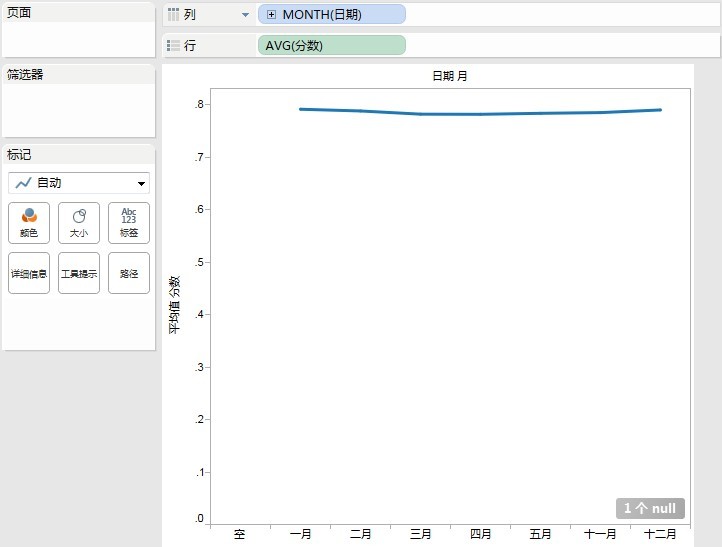 页面
列
MONTH(日期)
行
AVG(分数)
筛选器
标记
自动
颜色
大小
Abc
123
标签
详细信息
工具提示
路径
日期 月
.8
.7
.6
.5
.4
.3
.2
.1
.0
平均值 分数
1 个 null
空
一月
二月
三月
四月
五月
十一月
十二月